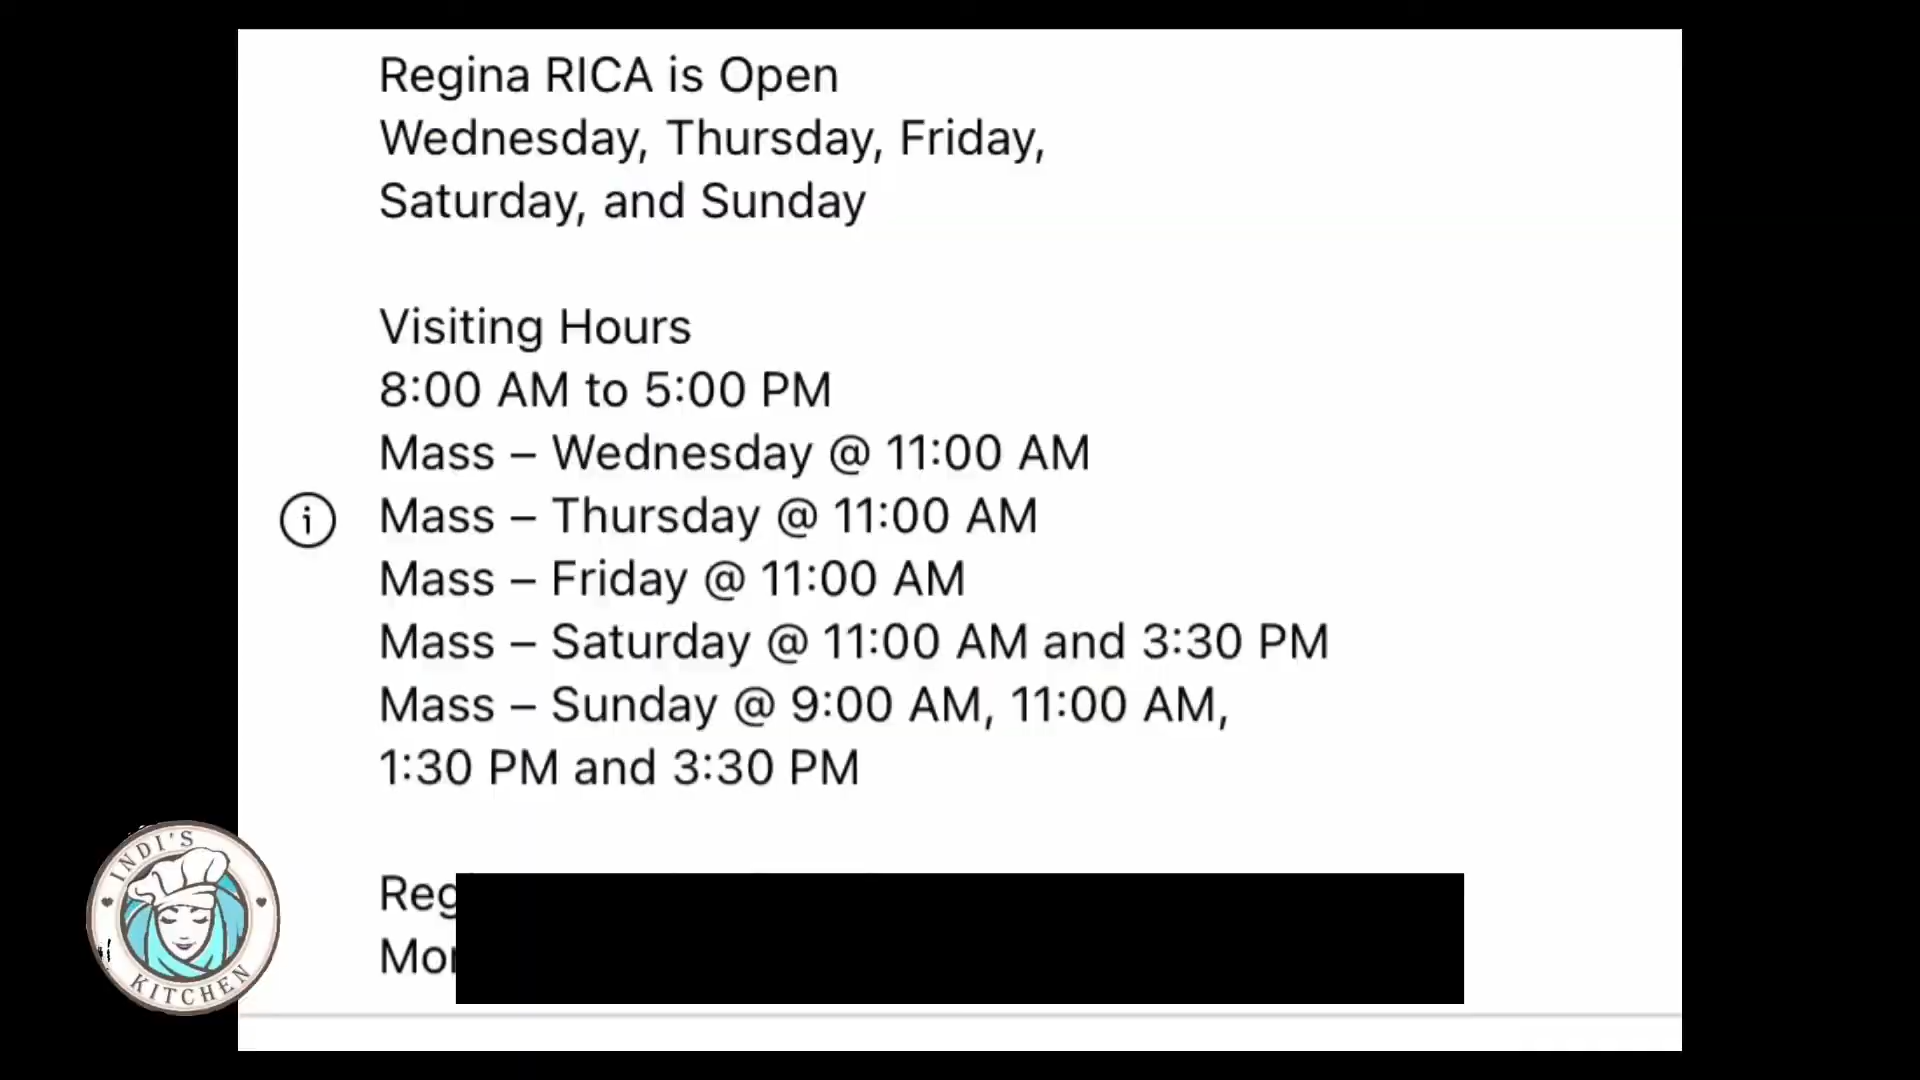 Regina RICA is Open
Wednesday, Thursday, Friday,
Saturday, and Sunday
Visiting Hours
8:00 AM to 5:00 PM
Mass – Wednesday @ 11:00 AM
Mass – Thursday @ 11:00 AM
Mass – Friday @ 11:00 AM
Mass – Saturday @ 11:00 AM and 3:30 PM
Mass – Sunday @ 9:00 AM, 11:00 AM,
1:30 PM and 3:30 PM
INDI'S
KITCHEN